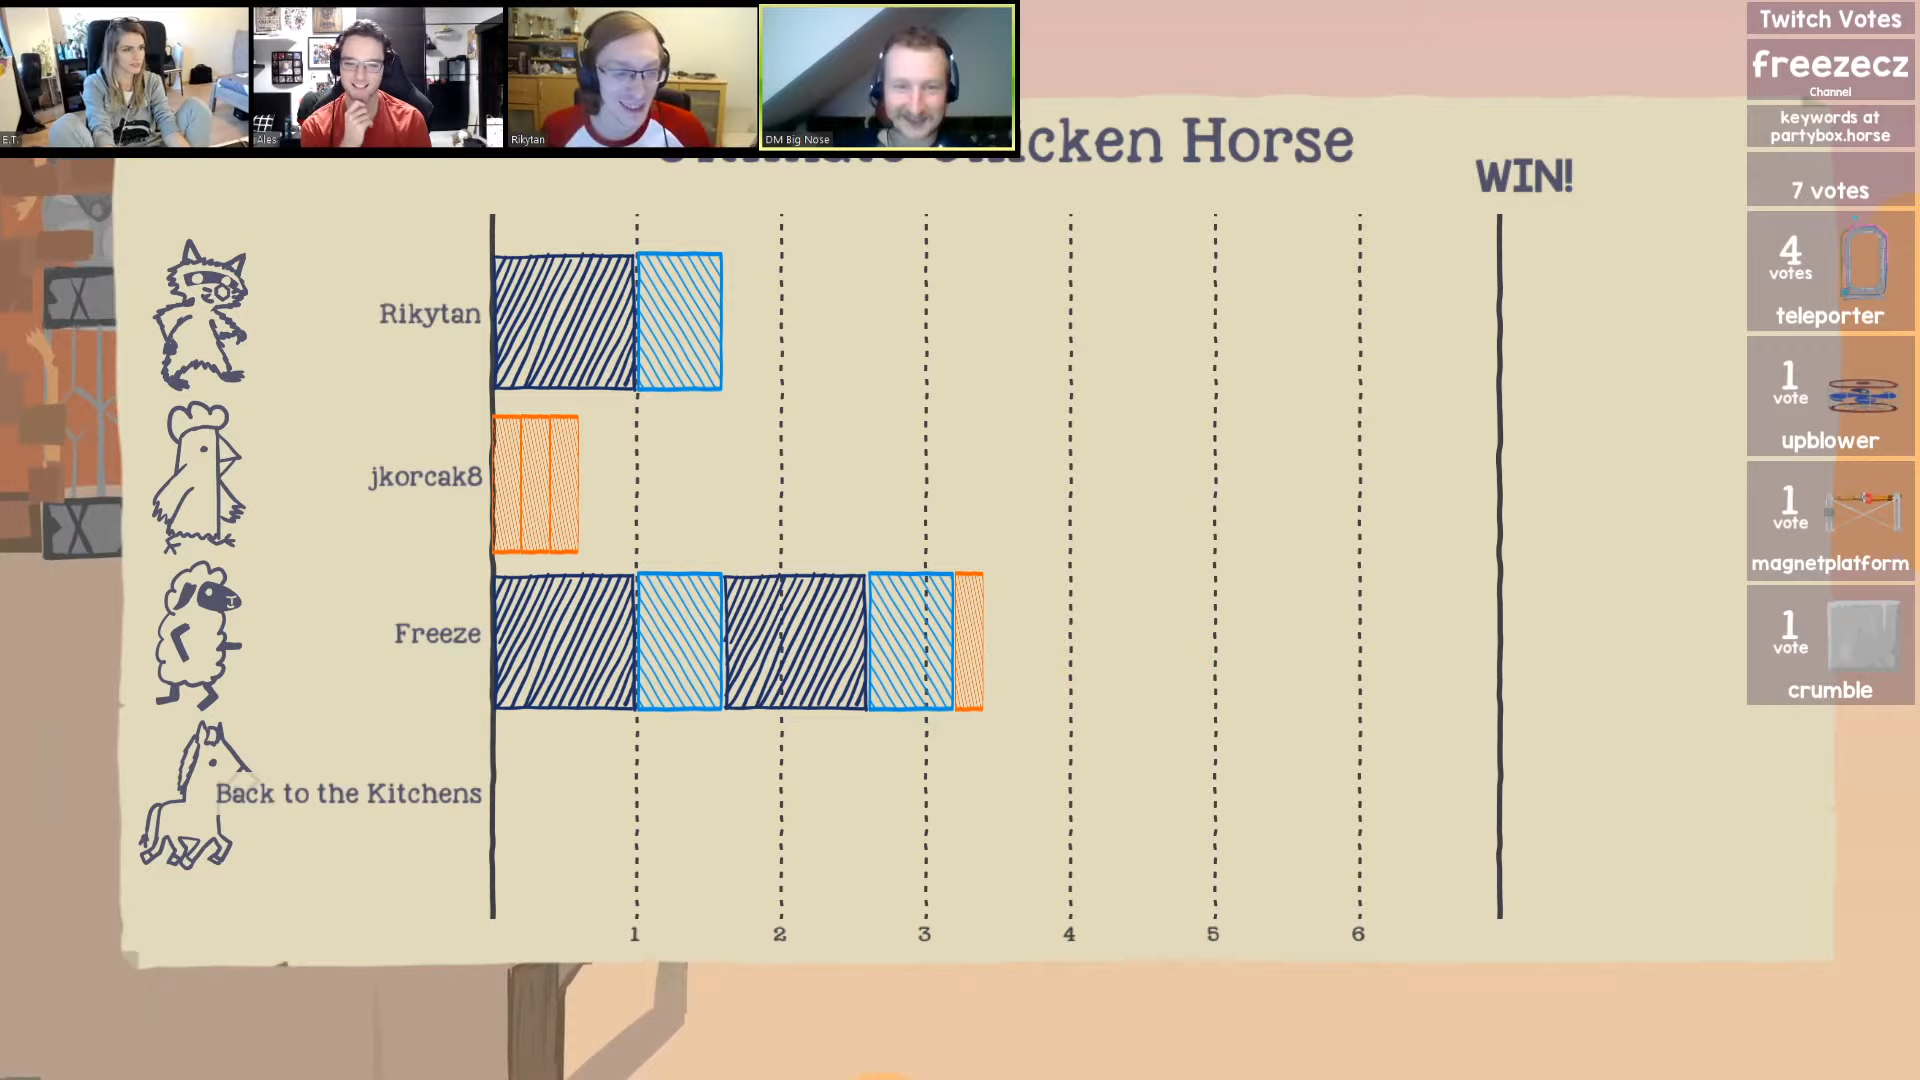 E.T.
Ales
Rikytan
DM Big Nose
Ultimate Chicken Horse
WIN!
Rikytan
jkorcak8
Freeze
Back to the Kitchens
1 2 3 4 5 6
Twitch Votes
freezecz
Channel
keywords at
partybox.horse
7 votes
4
votes
teleporter
1
vote
upblower
1
vote
magnetplatform
1
vote
crumble